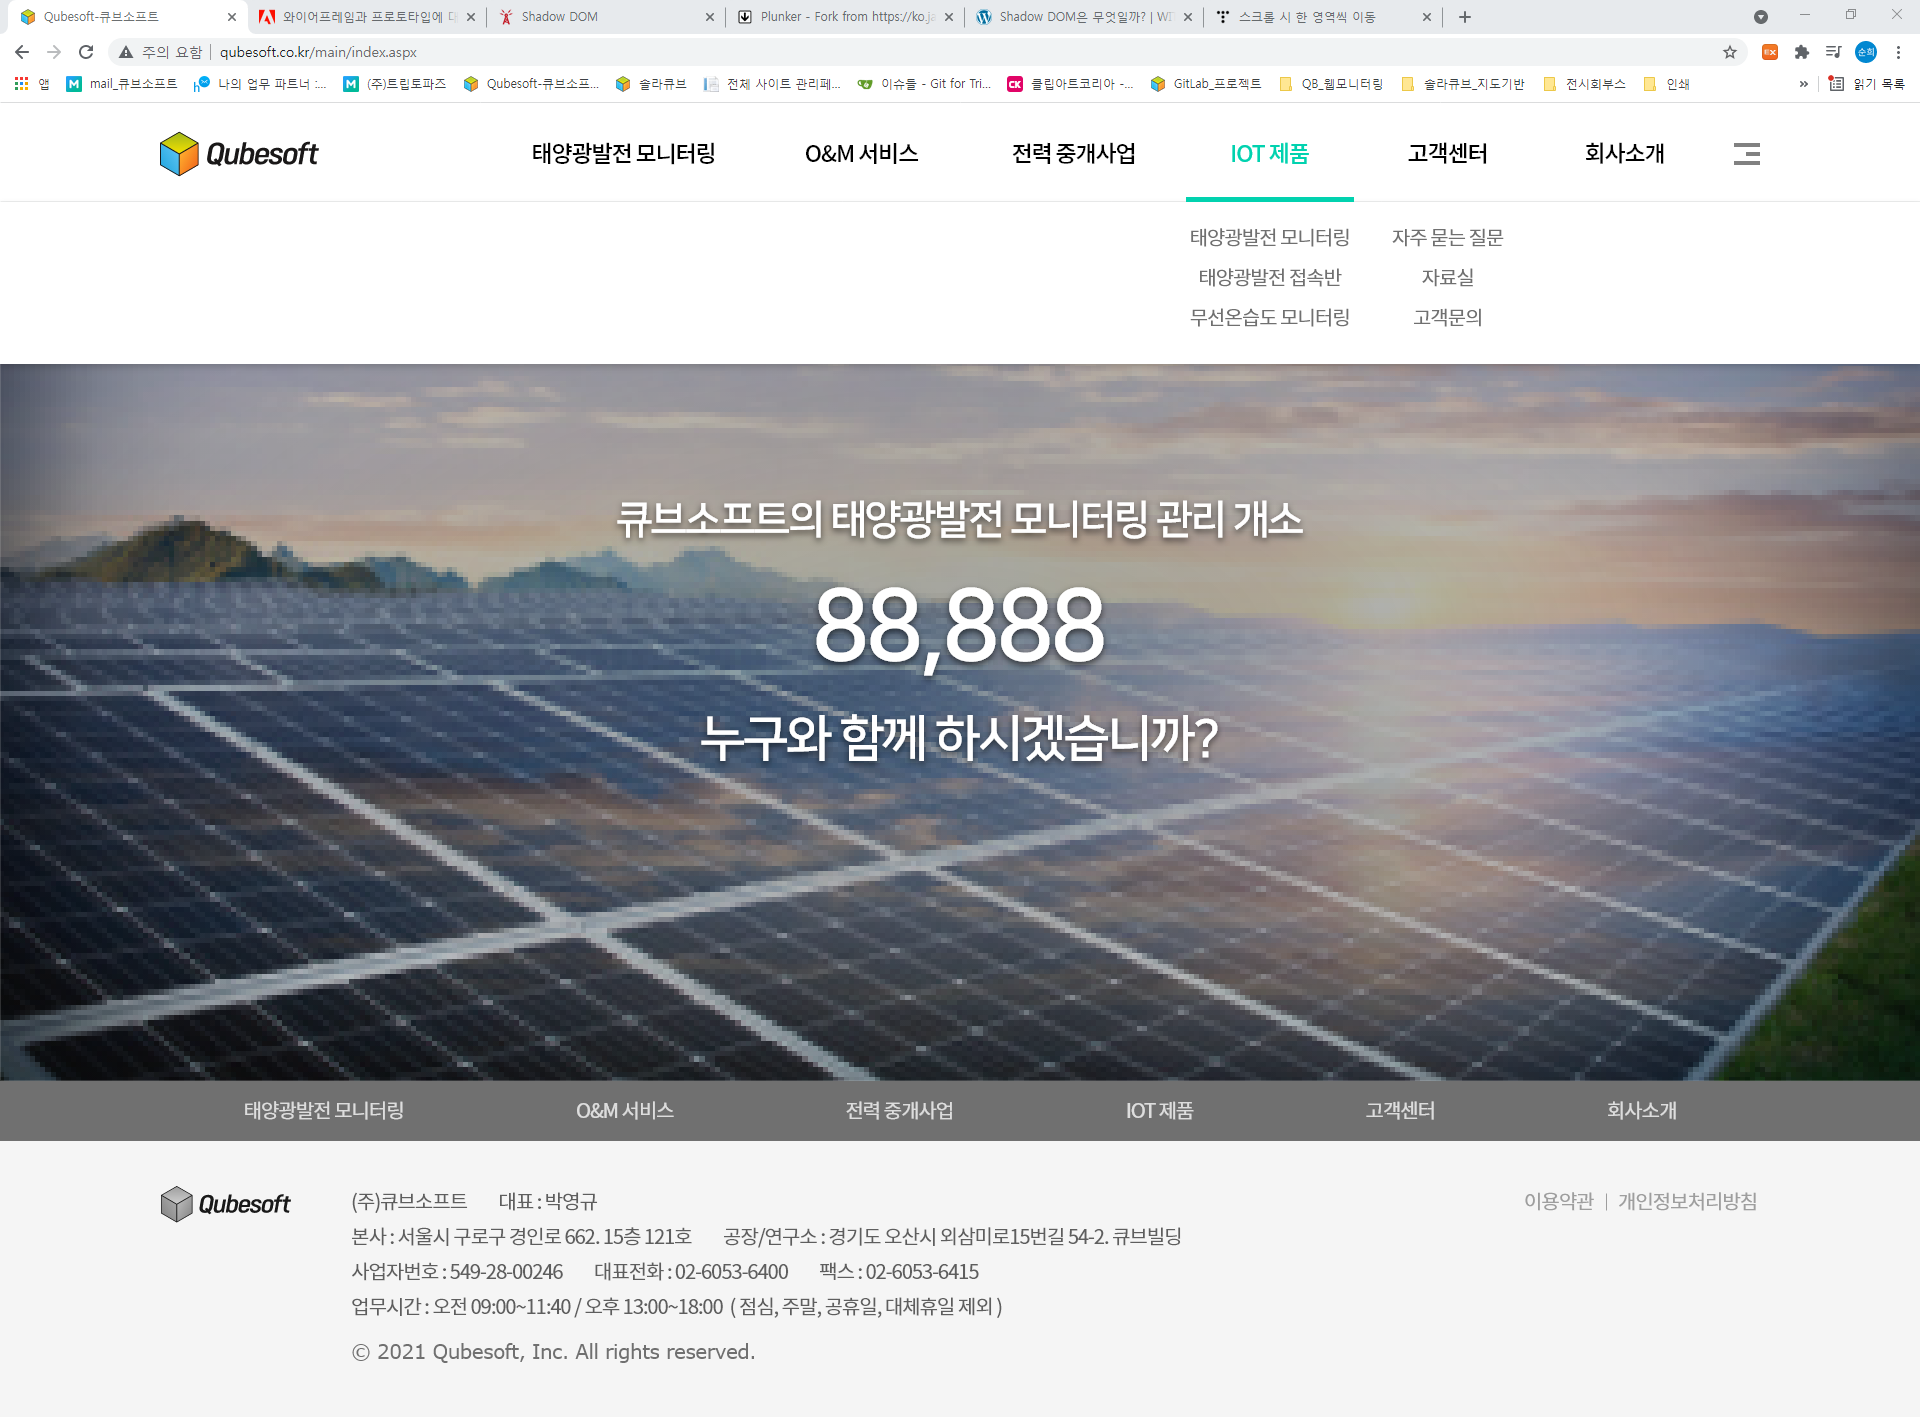 Qubesoft-큐브소프트
와이어프레임과 프로토타입에 대
Shadow DOM
Plunker - Fork from https://ko.ja
Shadow DOM은 무엇일까? | WI
스크롤 시 한 영역씩 이동
주의 요함 | qubesoft.co.kr/main/index.aspx
EX
순희
앱
mail_큐브소프트
나의 업무 파트너 :...
(주)트립토파즈
Qubesoft-큐브소프...
솔라큐브
전체 사이트 관리페...
이슈들 - Git for Tri...
CK 클립아트코리아 -...
GitLab_프로젝트
QB_웹모니터링
솔라큐브_지도기반
전시회부스
인쇄
»
읽기 목록
Qubesoft
태양광발전 모니터링
O&M 서비스
전력 중개사업
IOT 제품
고객센터
회사소개
태양광발전 모니터링
자주 묻는 질문
태양광발전 접속반
자료실
무선온습도 모니터링
고객문의
큐브소프트의 태양광발전 모니터링 관리 개소
88,888
누구와 함께 하시겠습니까?
태양광발전 모니터링
O&M 서비스
전력 중개사업
IOT 제품
고객센터
회사소개
Qubesoft
(주)큐브소프트 대표 : 박영규
이용약관 | 개인정보처리방침
본사 : 서울시 구로구 경인로 662. 15층 121호 공장/연구소 : 경기도 오산시 외삼미로15번길 54-2. 큐브빌딩
사업자번호 : 549-28-00246 대표전화 : 02-6053-6400 팩스 : 02-6053-6415
업무시간 : 오전 09:00~11:40 / 오후 13:00~18:00 ( 점심, 주말, 공휴일, 대체휴일 제외 )
© 2021 Qubesoft, Inc. All rights reserved.